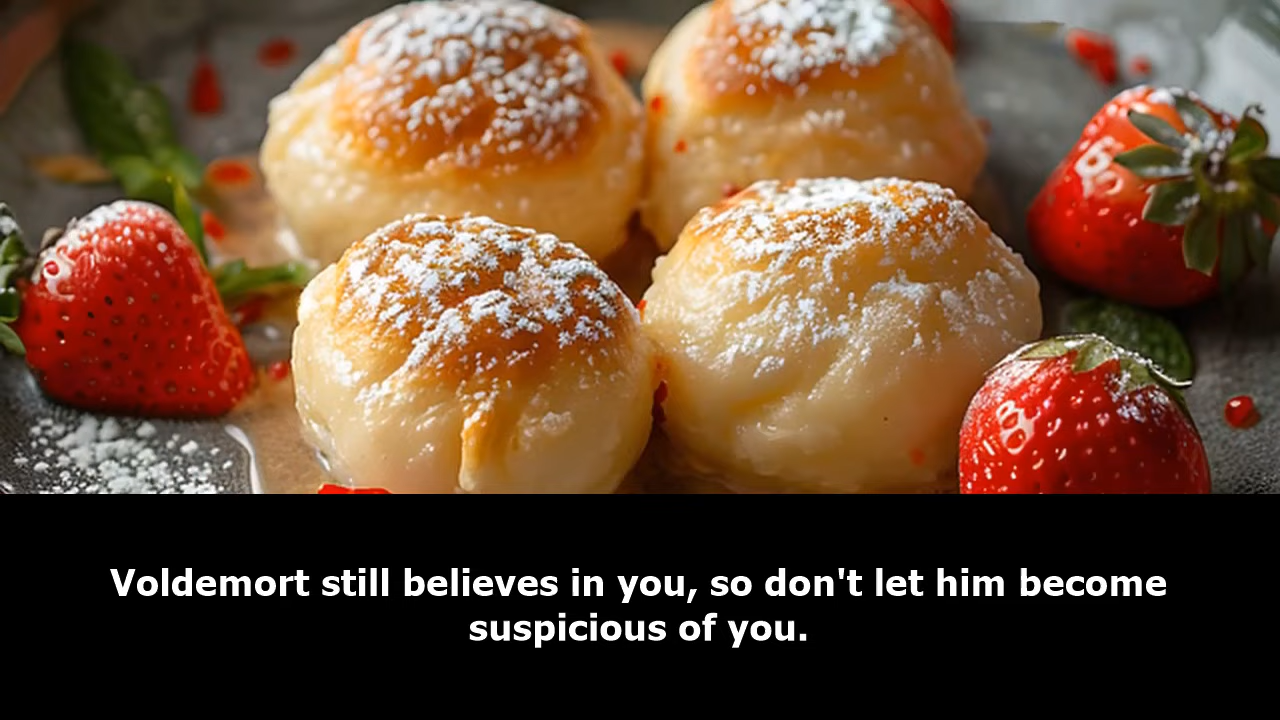 Voldemort still believes in you, so don't let him become
suspicious of you.